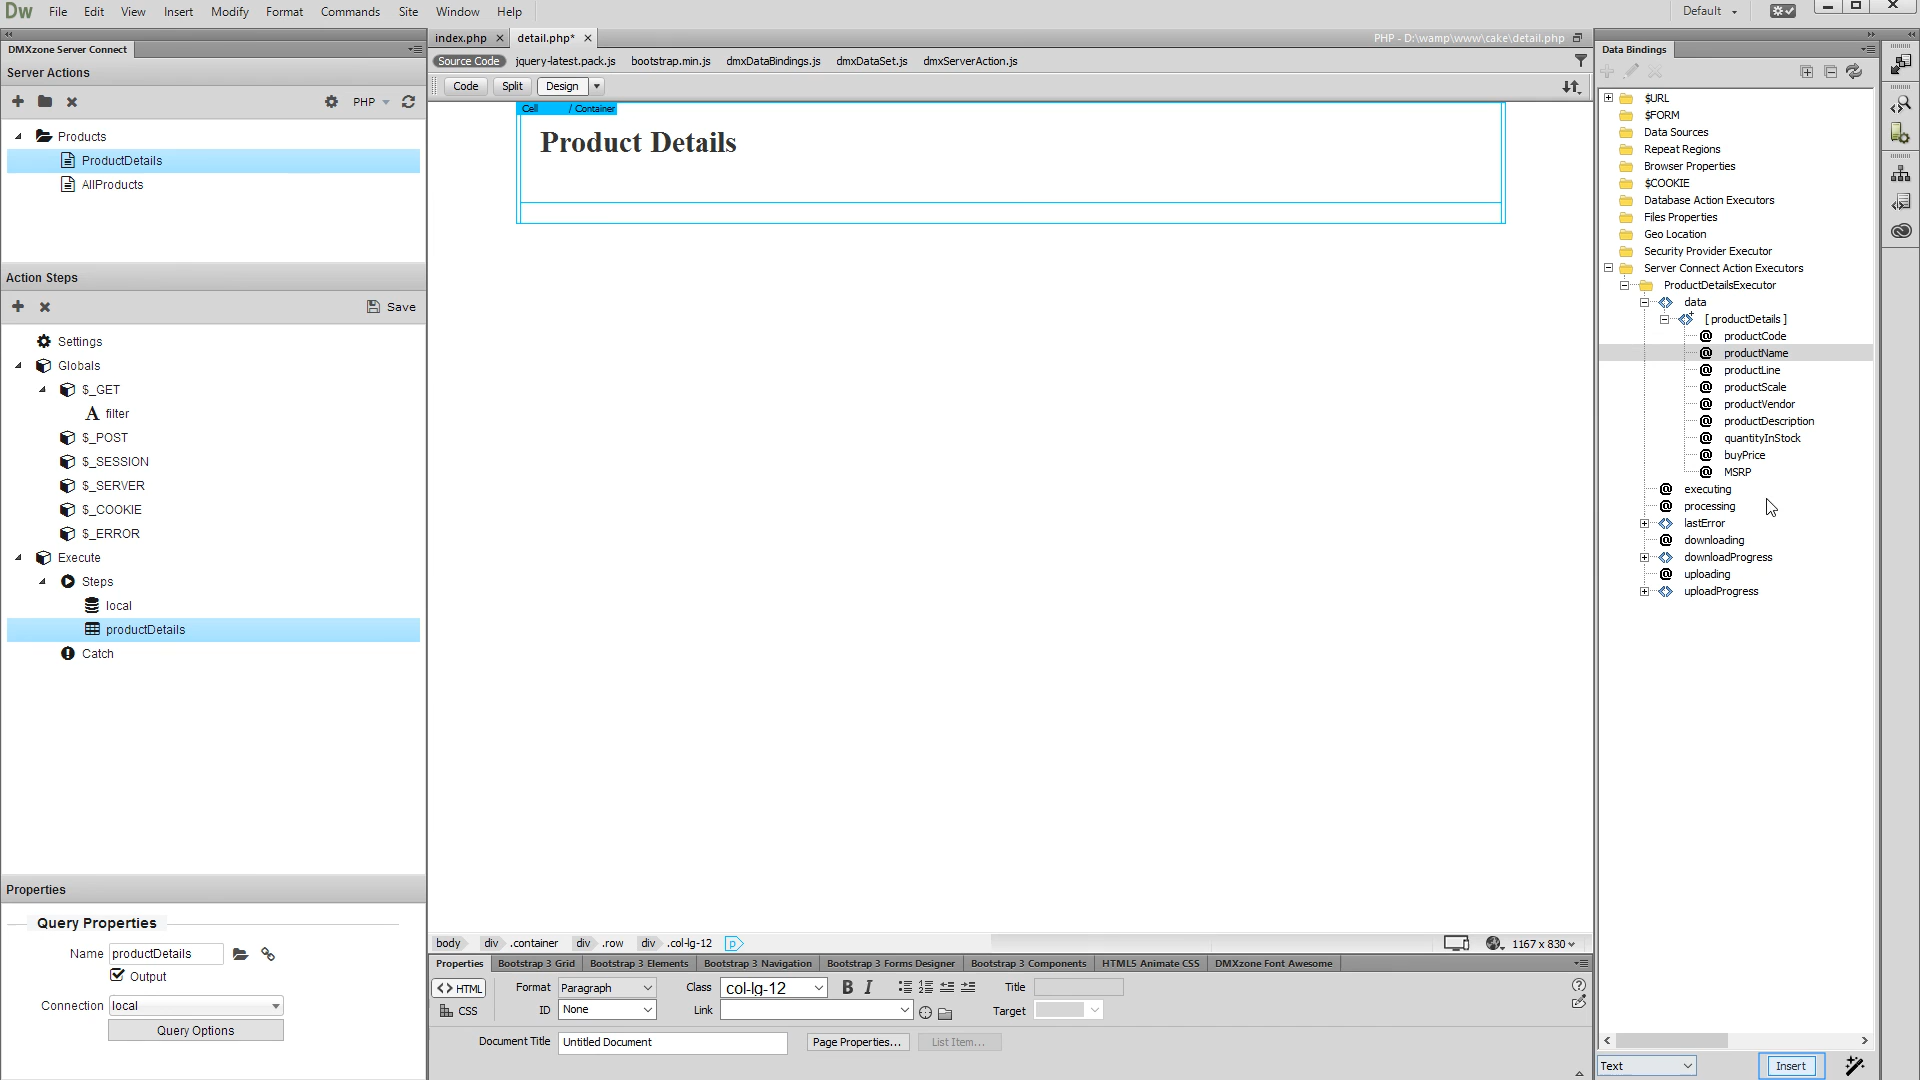 Dw File Edit View Insert Modify Format Commands Site Window Help Default
DMXzone Server Connect
Server Actions
PHP
Products
ProductDetails
AllProducts
Action Steps
Save
Settings
Globals
$_GET
filter
$_POST
$_SESSION
$_SERVER
$_COOKIE
$_ERROR
Execute
Steps
local
productDetails
Catch
Properties
Query Properties
Name productDetails
Output
Connection local
Query Options
index.php detail.php* PHP - D:\wamp\www\cake\detail.php
Source Code jquery-latest.pack.js bootstrap.min.js dmxDataBindings.js dmxDataSet.js dmxServerAction.js
Code Split Design
Cell / Container
Product Details
body div .container div .row div .col-lg-12 p 1167 x 830
Properties Bootstrap 3 Grid Bootstrap 3 Elements Bootstrap 3 Navigation Bootstrap 3 Forms Designer Bootstrap 3 Components HTML5 Animate CSS DMXzone Font Awesome
<> HTML Format Paragraph Class col-lg-12 B I Title
CSS ID None Link Target
Document Title Untitled Document Page Properties... List Item...
Data Bindings
$URL
$FORM
Data Sources
Repeat Regions
Browser Properties
$COOKIE
Database Action Executors
Files Properties
Geo Location
Security Provider Executor
Server Connect Action Executors
ProductDetailsExecutor
data
[ productDetails ]
@ productCode
@ productName
@ productLine
@ productScale
@ productVendor
@ productDescription
@ quantityInStock
@ buyPrice
@ MSRP
@ executing
@ processing
lastError
@ downloading
downloadProgress
@ uploading
uploadProgress
Text Insert